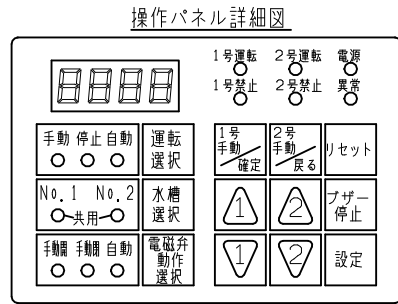 操作パネル詳細図
8888
1号運転 2号運転 電源
1号禁止 2号禁止 異常
手動 停止 自動
運転
選択
1号
手動
確定
2号
手動
戻る
リセット
No.1 No.2
共用
水槽
選択
1
2
ブザー
停止
手動開 手動閉 自動
電磁弁
動作
選択
1
2
設定